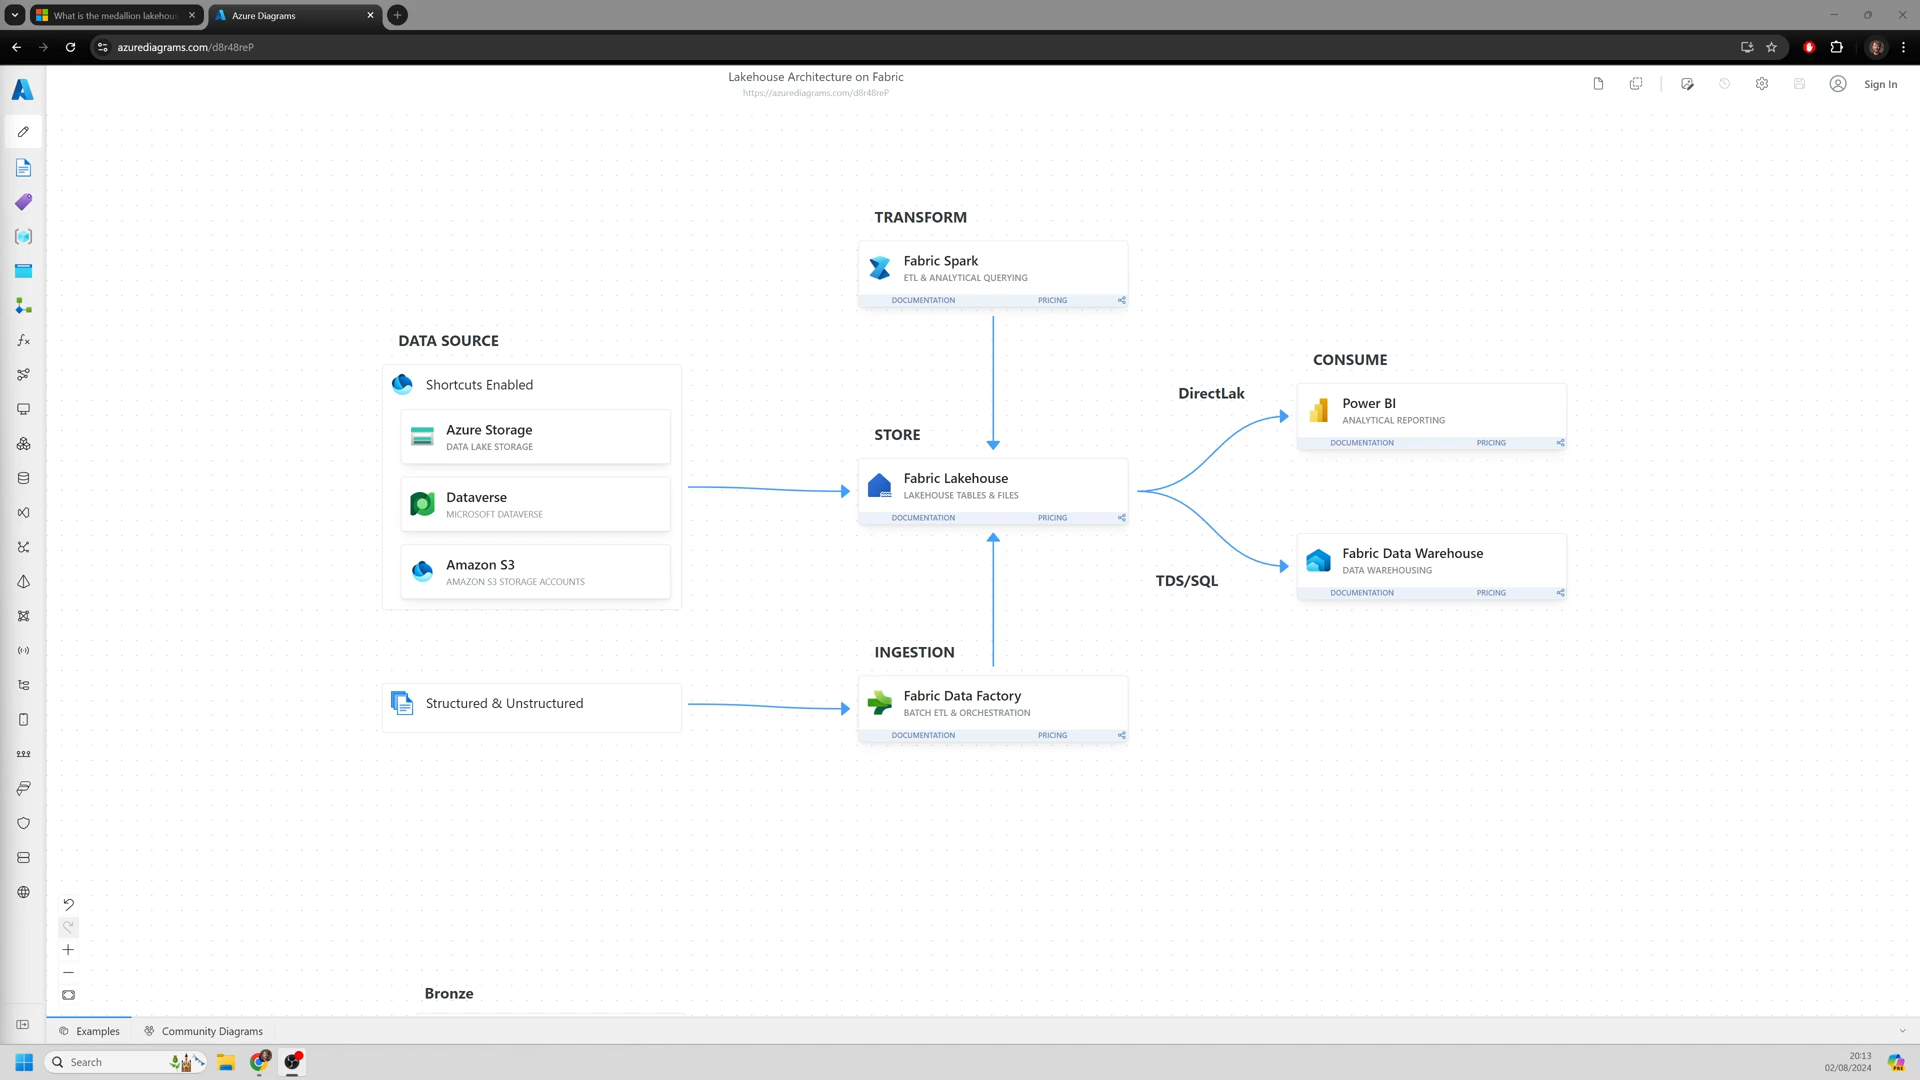 What is the medallion lakehou
Azure Diagrams
azurediagrams.com/d8r48reP
Lakehouse Architecture on Fabric
https://azurediagrams.com/d8r48reP
Sign In
TRANSFORM
Fabric Spark
ETL & ANALYTICAL QUERYING
DOCUMENTATION
PRICING
DATA SOURCE
Shortcuts Enabled
Azure Storage
DATA LAKE STORAGE
Dataverse
MICROSOFT DATAVERSE
Amazon S3
AMAZON S3 STORAGE ACCOUNTS
STORE
Fabric Lakehouse
LAKEHOUSE TABLES & FILES
DOCUMENTATION
PRICING
CONSUME
DirectLak
Power BI
ANALYTICAL REPORTING
DOCUMENTATION
PRICING
TDS/SQL
Fabric Data Warehouse
DATA WAREHOUSING
DOCUMENTATION
PRICING
INGESTION
Structured & Unstructured
Fabric Data Factory
BATCH ETL & ORCHESTRATION
DOCUMENTATION
PRICING
Bronze
Examples
Community Diagrams
Search
20:13
02/08/2024
PRE